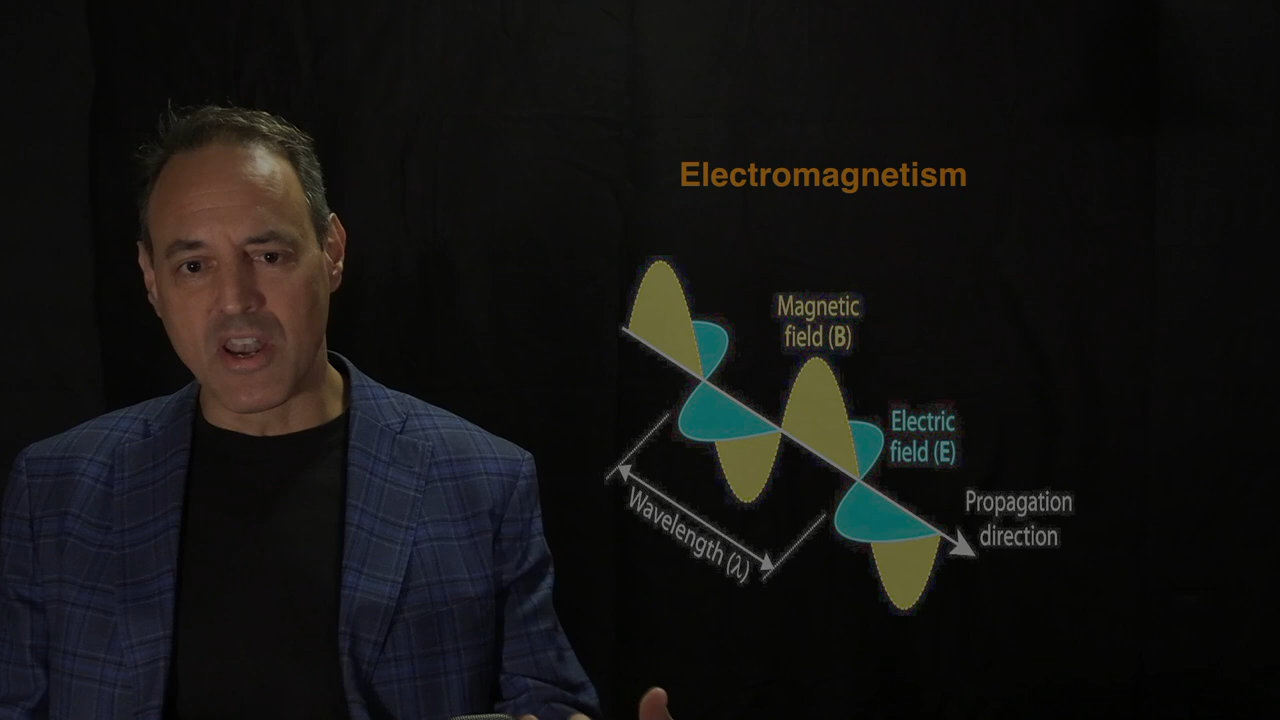 Electromagnetism
Magnetic
field (B)
Electric
field (E)
Propagation
direction
Wavelength (λ)